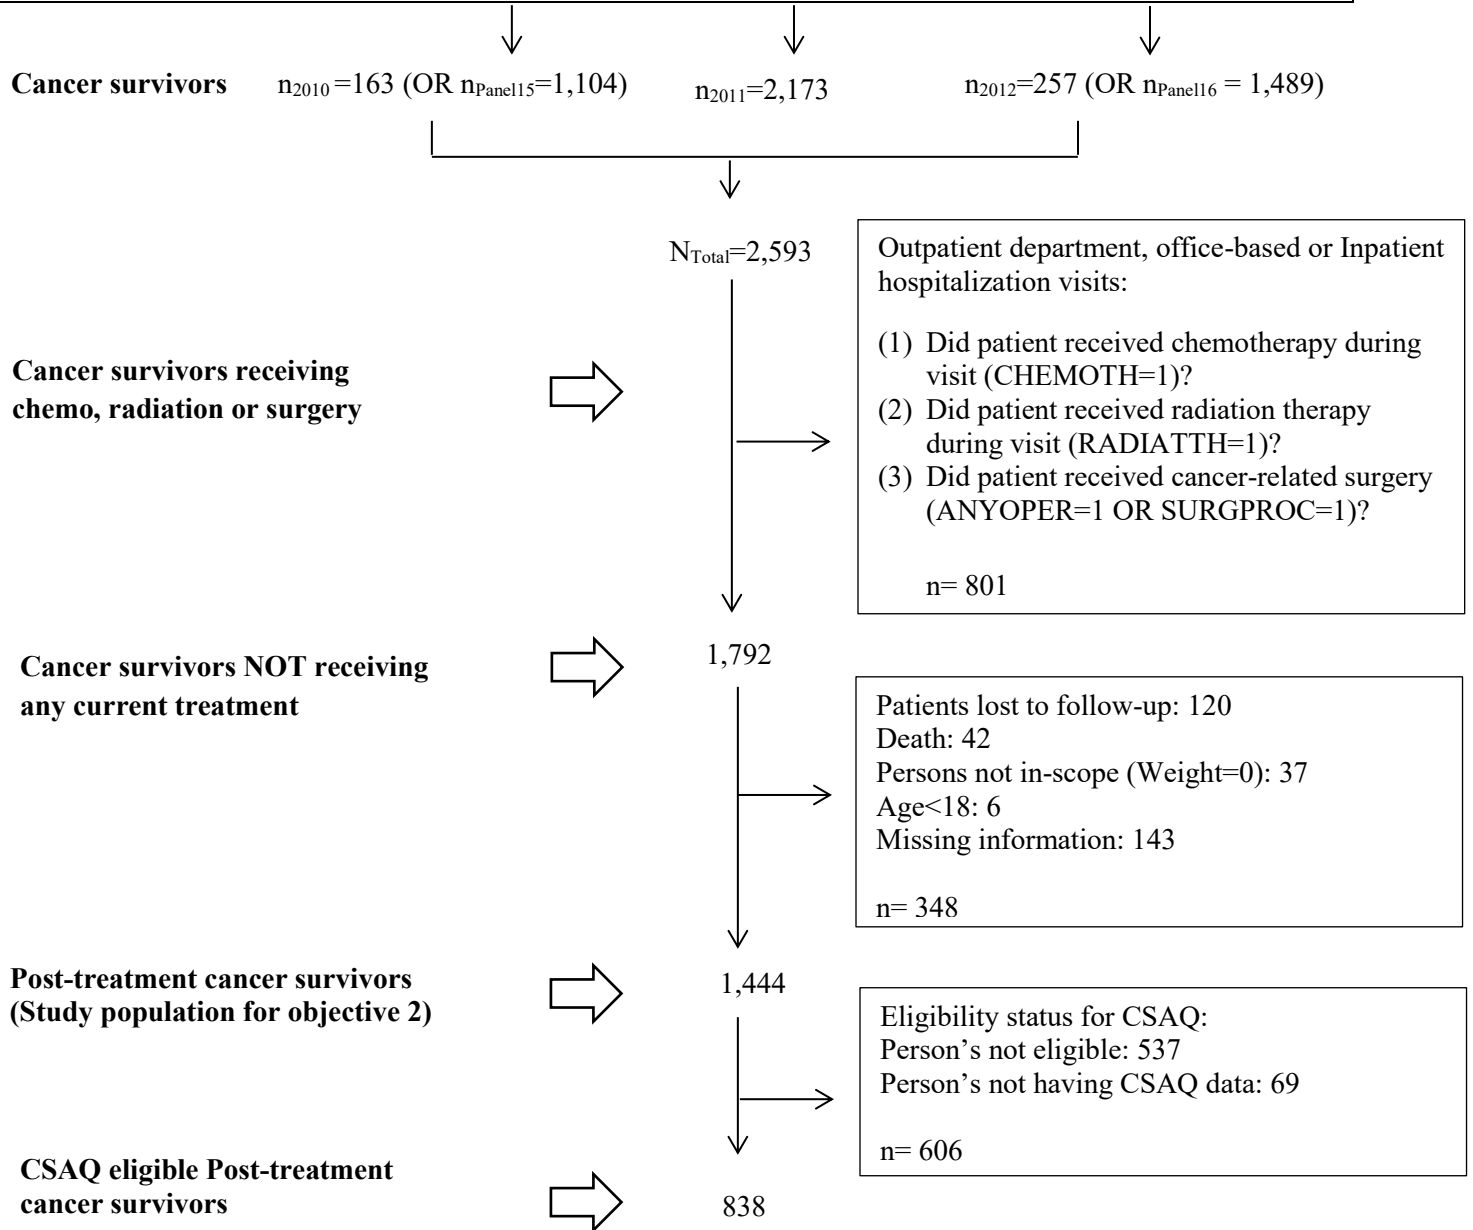 Cancer survivors n2010 =163 (OR nPanel15=1,104) n2011=2,173 n2012=257 (OR nPanel16 = 1,489)
NTotal=2,593
Outpatient department, office-based or Inpatient
hospitalization visits:
(1) Did patient received chemotherapy during
visit (CHEMOTH=1)?
(2) Did patient received radiation therapy
during visit (RADIATTH=1)?
(3) Did patient received cancer-related surgery
(ANYOPER=1 OR SURGPROC=1)?
n= 801
Cancer survivors receiving
chemo, radiation or surgery
Cancer survivors NOT receiving
any current treatment
1,792
Patients lost to follow-up: 120
Death: 42
Persons not in-scope (Weight=0): 37
Age<18: 6
Missing information: 143
n= 348
Post-treatment cancer survivors
(Study population for objective 2)
1,444
Eligibility status for CSAQ:
Person’s not eligible: 537
Person’s not having CSAQ data: 69
n= 606
CSAQ eligible Post-treatment
cancer survivors
838